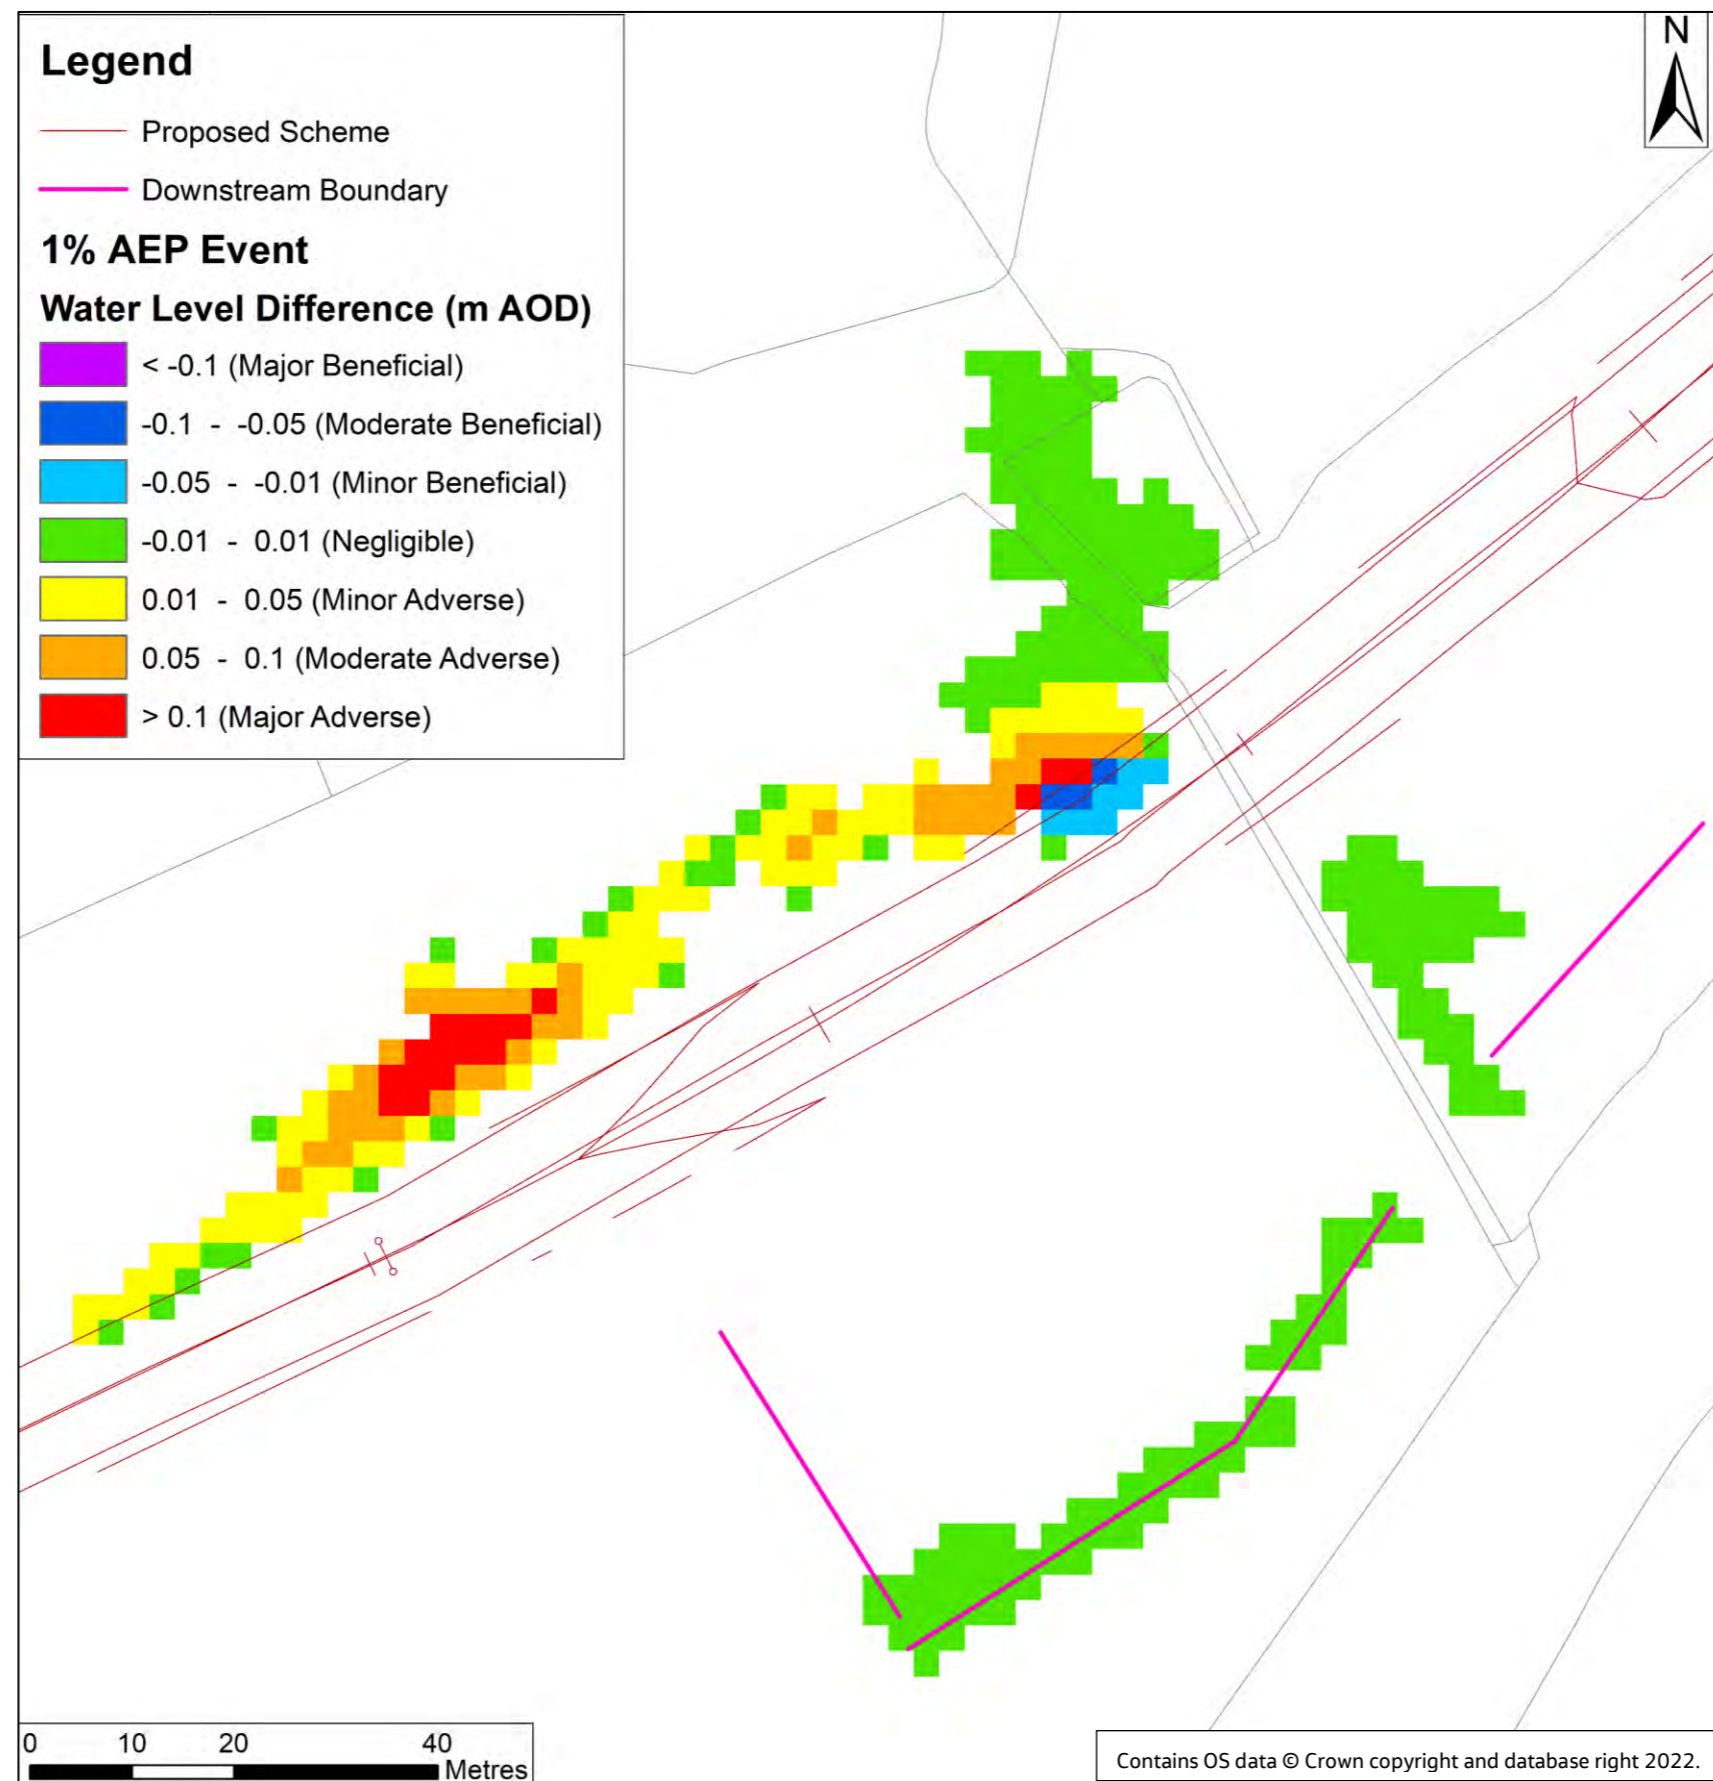 Legend
Proposed Scheme
Downstream Boundary
1% AEP Event
Water Level Difference (m AOD)
< -0.1 (Major Beneficial)
-0.1 - -0.05 (Moderate Beneficial)
-0.05 - -0.01 (Minor Beneficial)
-0.01 - 0.01 (Negligible)
0.01 - 0.05 (Minor Adverse)
0.05 - 0.1 (Moderate Adverse)
> 0.1 (Major Adverse)
N
0 10 20 40
Metres
Contains OS data © Crown copyright and database right 2022.